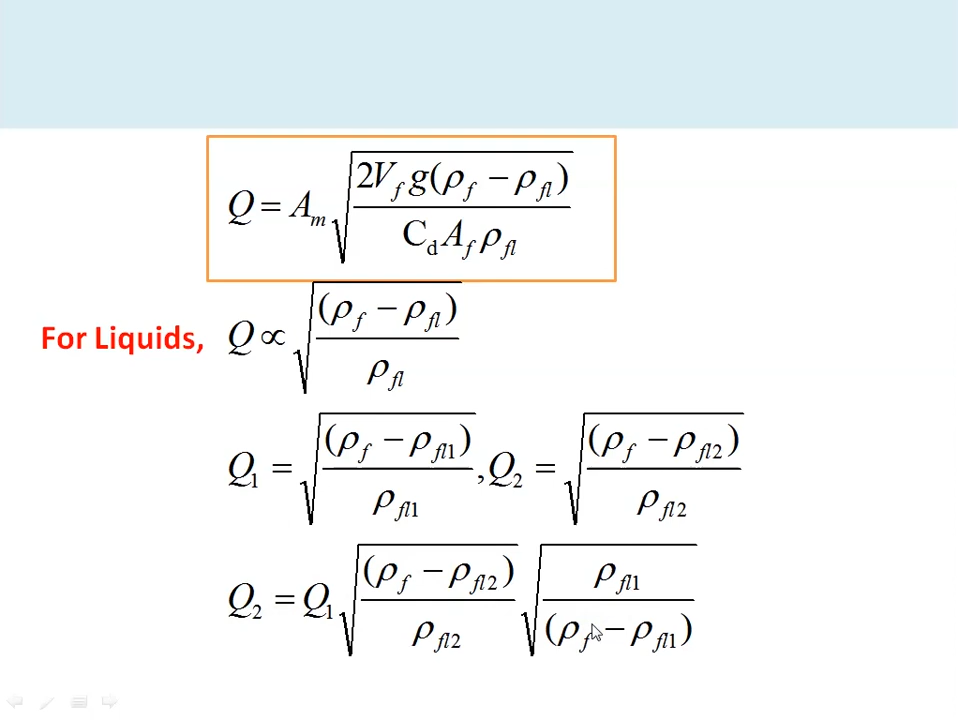 Q = A_m √(2V_f g(ρ_f − ρ_fl) / C_d A_f ρ_fl)
For Liquids, Q ∝ √((ρ_f − ρ_fl) / ρ_fl)
Q_1 = √((ρ_f − ρ_fl1) / ρ_fl1) , Q_2 = √((ρ_f − ρ_fl2) / ρ_fl2)
Q_2 = Q_1 √((ρ_f − ρ_fl2) / ρ_fl2) √(ρ_fl1 / (ρ_f − ρ_fl1))